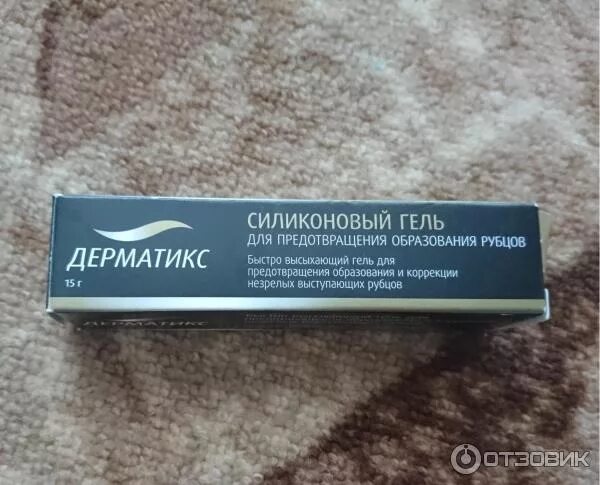 СИЛИКОНОВЫЙ ГЕЛЬ
ДЛЯ ПРЕДОТВРАЩЕНИЯ ОБРАЗОВАНИЯ РУБЦОВ
Быстро высыхающий гель для
предотвращения образования и коррекции
незрелых выступающих рубцов
ДЕРМАТИКС
15 г
ДЕРМАТИКС
ОТЗОВИК